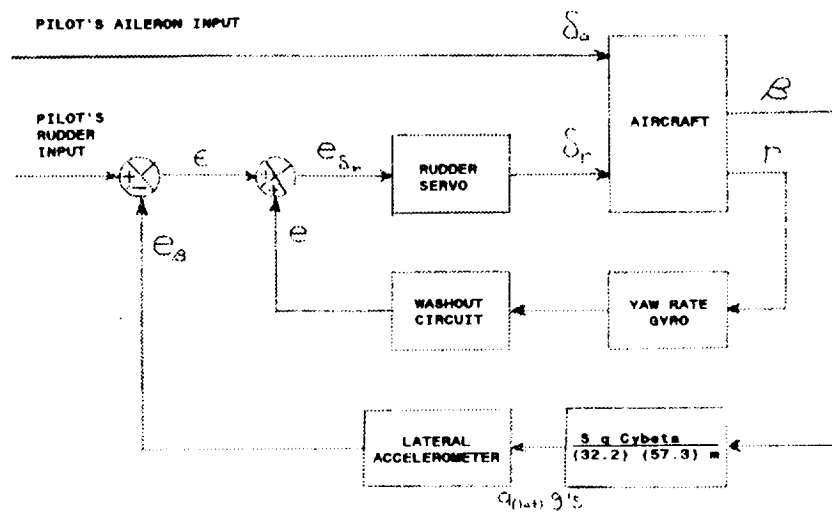 PILOT'S AILERON INPUT
δa
PILOT'S
RUDDER
INPUT
AIRCRAFT
β
r
+
−
ϵ
+
+
eδr
RUDDER
SERVO
δr
eβ
e
WASHOUT
CIRCUIT
YAW RATE
GYRO
LATERAL
ACCELEROMETER
S q Cybeta
(32.2) (57.3) m
a(lat) g's